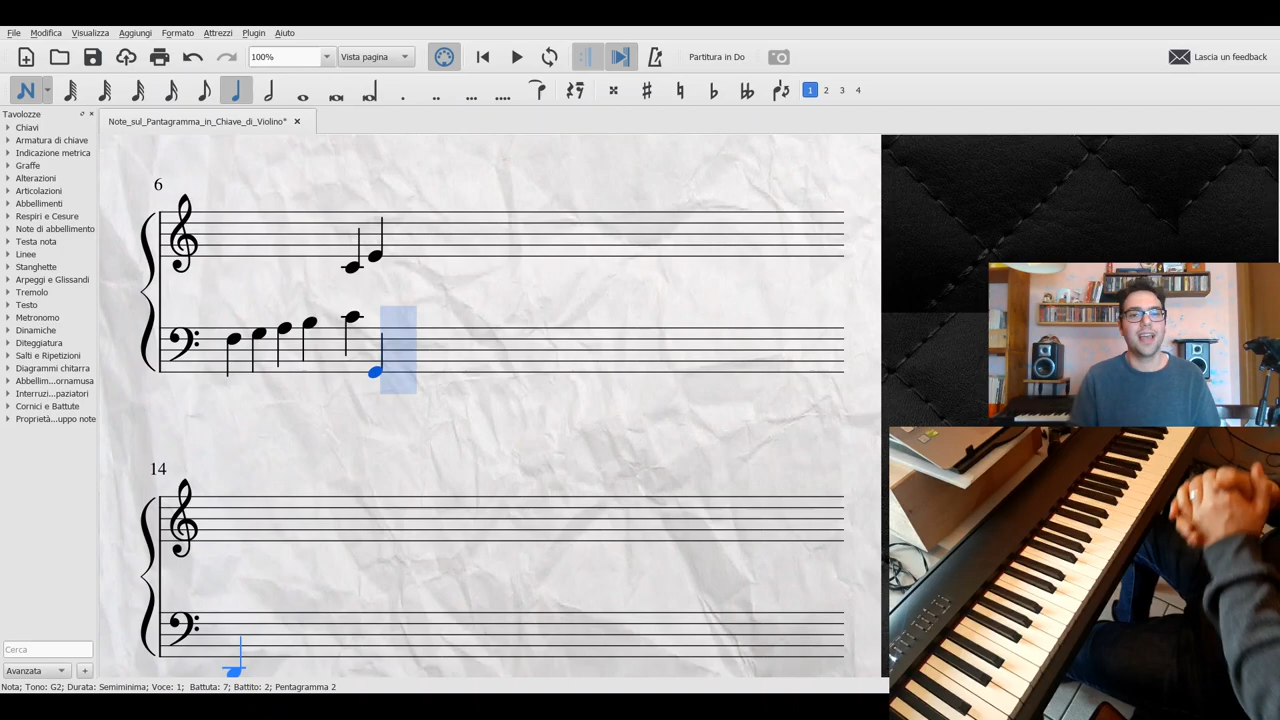 File Modifica Visualizza Aggiungi Formato Attrezzi Plugin Aiuto
100% Vista pagina Partitura in Do Lascia un feedback
1 2 3 4
Tavolozze
Note_sul_Pantagramma_in_Chiave_di_Violino*
Chiavi
Armatura di chiave
Indicazione metrica
Graffe
Alterazioni
Articolazioni
Abbellimenti
Respiri e Cesure
Note di abbellimento
Testa nota
Linee
Stanghette
Arpeggi e Glissandi
Tremolo
Testo
Metronomo
Dinamiche
Diteggiatura
Salti e Ripetizioni
Diagrammi chitarra
Abbellim...ornamusa
Interruzi...paziatori
Cornici e Battute
Proprietà...uppo note
6
14
Cerca
Avanzata
Nota; Tono: G2; Durata: Semiminima; Voce: 1; Battuta: 7; Battito: 2; Pentagramma 2